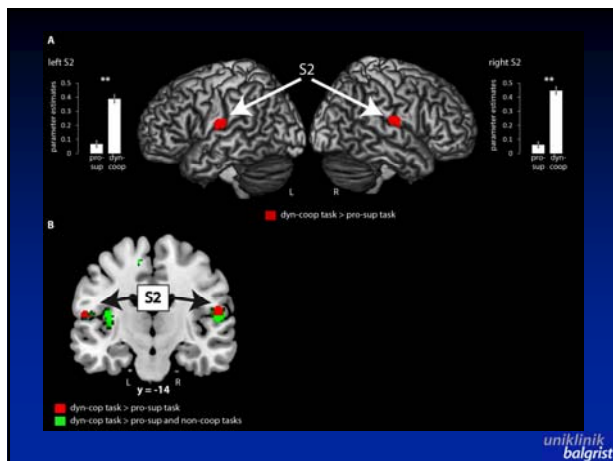 A
left S2
**
parameter estimates
0.5
0.4
0.3
0.2
0.1
0
pro-
sup
dyn-
coop
S2
L
R
right S2
**
parameter estimates
0.5
0.4
0.3
0.2
0.1
0
pro-
sup
dyn-
coop
dyn-coop task > pro-sup task
B
S2
L
R
y = -14
dyn-cop task > pro-sup task
dyn-cop task > pro-sup and non-coop tasks
uniklinik
balgrist